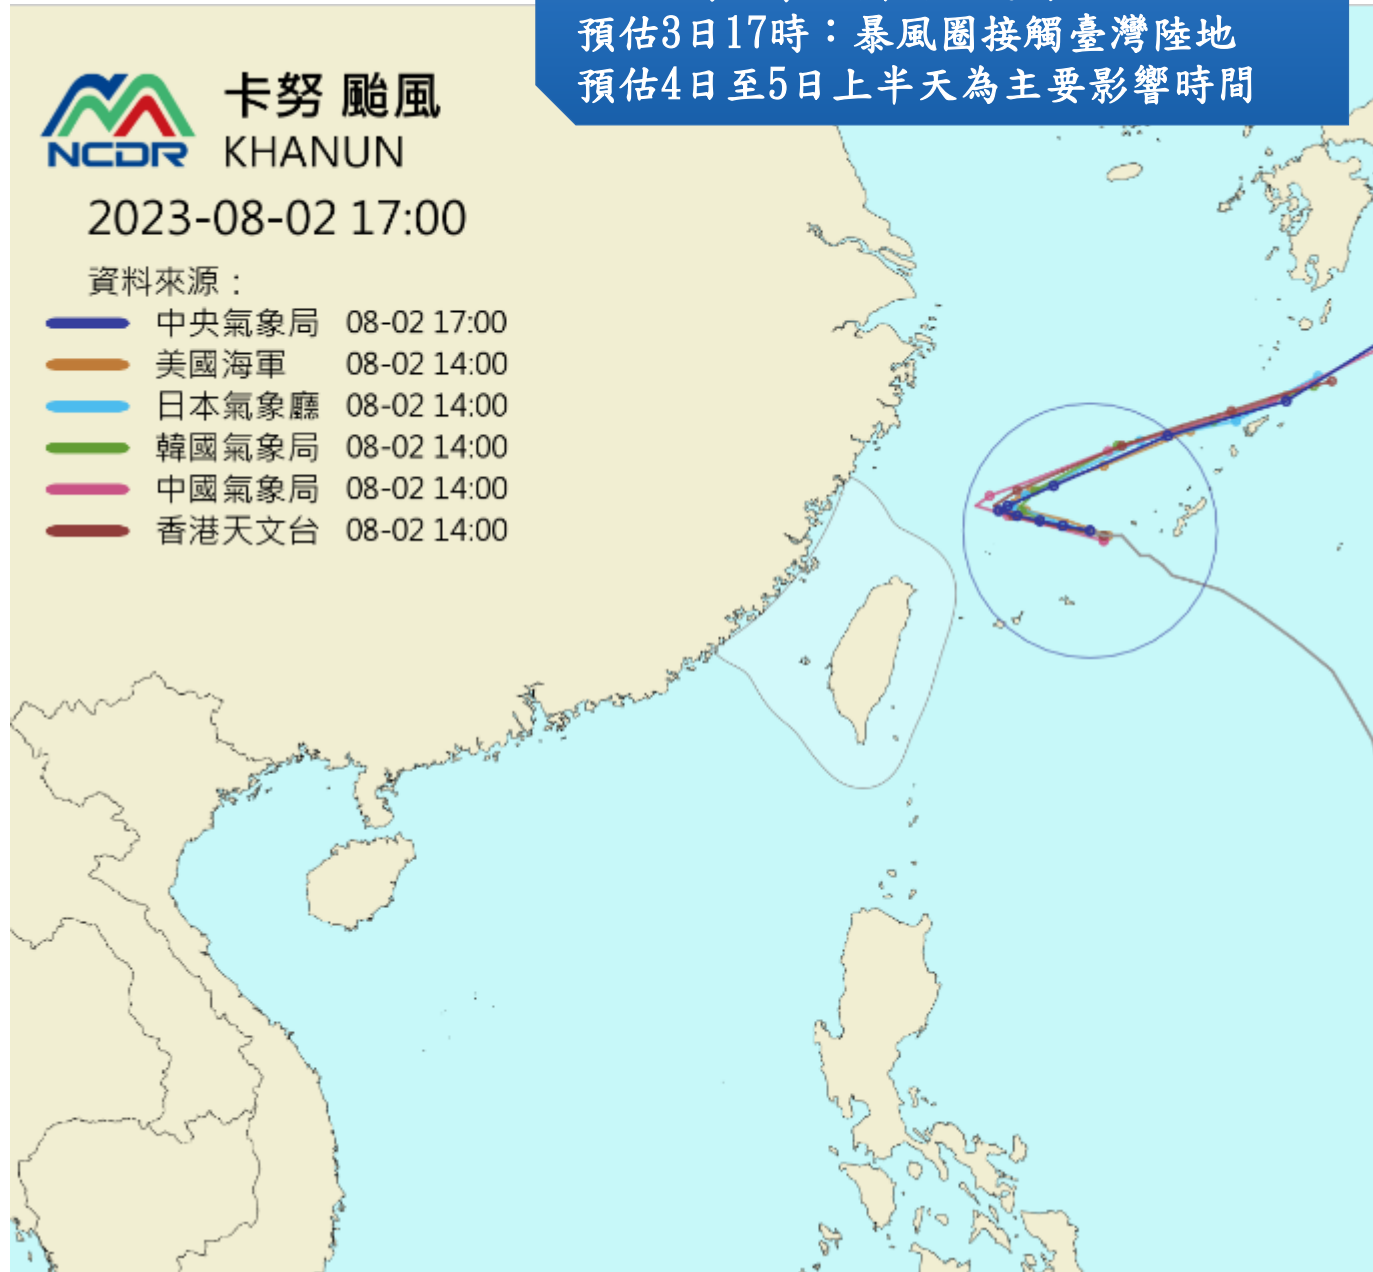 預估3日17時：暴風圈接觸臺灣陸地
預估4日至5日上半天為主要影響時間
NCDR
卡努 颱風
KHANUN
2023-08-02 17:00
資料來源：
中央氣象局 08-02 17:00
美國海軍 08-02 14:00
日本氣象廳 08-02 14:00
韓國氣象局 08-02 14:00
中國氣象局 08-02 14:00
香港天文台 08-02 14:00